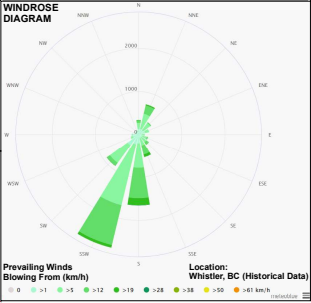 WINDROSE
DIAGRAM
N
NNW
NNE
NW
2000
NE
WNW
1000
ENE
W
0
E
WSW
ESE
SW
SE
SSW
SSE
S
Prevailing Winds
Blowing From (km/h)
Location:
Whistler, BC (Historical Data)
0 >1 >5 >12 >19 >28 >38 >50 >61 km/h
meteoblue